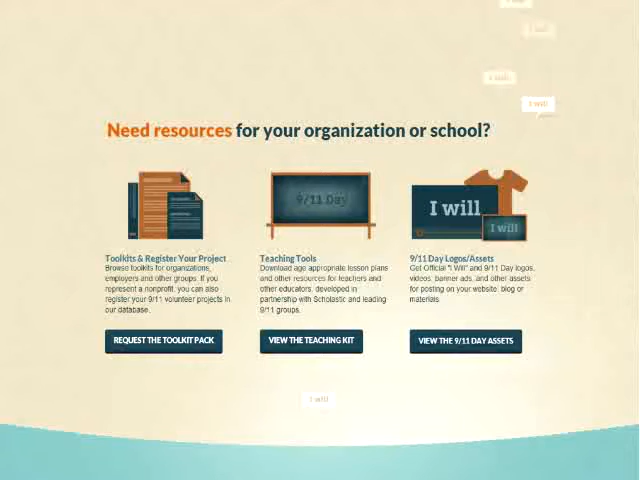 I will
I will
I will
I will
Need resources for your organization or school?
9/11 Day
I will
I will
Toolkits & Register Your Project
Browse toolkits for organizations,
employers and other groups. If you
represent a nonprofit, you can also
register your 9/11 volunteer projects in
our database.
REQUEST THE TOOLKIT PACK
Teaching Tools
Download age appropriate lesson plans
and other resources for teachers and
other educators, developed in
partnership with Scholastic and leading
9/11 groups.
VIEW THE TEACHING KIT
9/11 Day Logos/Assets
Get Official "I Will" and 9/11 Day logos,
videos, banner ads, and other assets
for posting on your website, blog or
materials.
VIEW THE 9/11 DAY ASSETS
I will